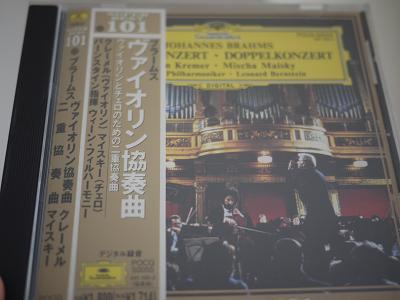 101
ブラームス
ヴァイオリン協奏曲
ヴァイオリンとチェロのための二重協奏曲
クレーメル(ヴァイオリン) マイスキー(チェロ)
バーンスタイン指揮 ウィーン・フィルハーモニー
デジタル録音
POCG
101
ブラームス:ヴァイオリン協奏曲 クレーメル
二重協奏曲 マイスキー
JOHANNES BRAHMS
ZERT · DOPPELKONZERT
n Kremer · Mischa Maisky
Philharmoniker · Leonard Bernstein
DIGITAL